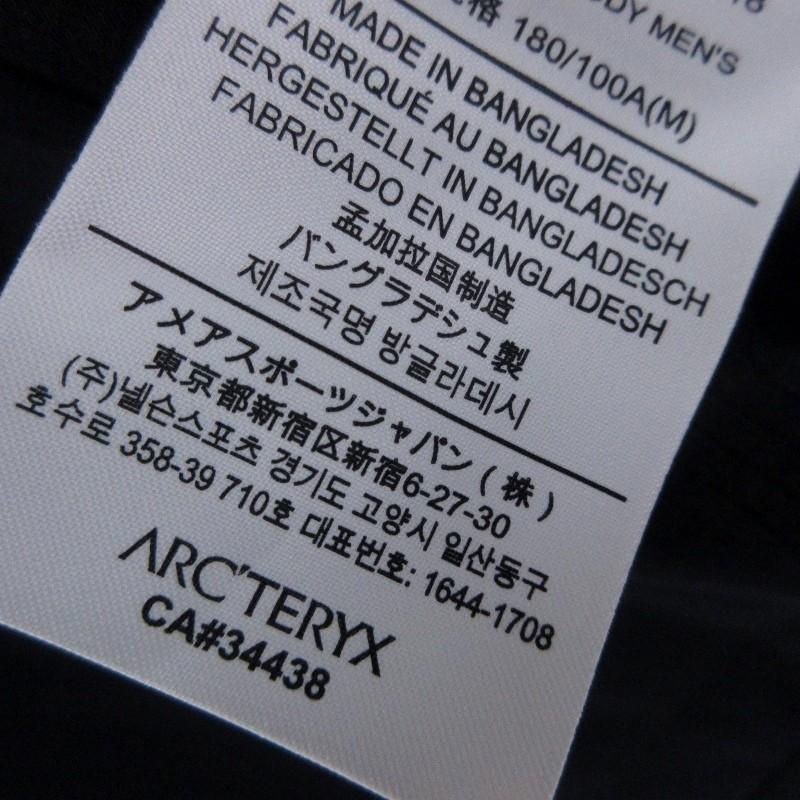 18
DDY MEN'S
格 180/100A(M)
MADE IN BANGLADESH
FABRIQUÉ AU BANGLADESH
HERGESTELLT IN BANGLADESCH
FABRICADO EN BANGLADESH
孟加拉国制造
バングラデシュ製
제조국명 방글라데시
アメアスポーツジャパン(株)
東京都新宿区新宿6-27-30
(주)넬슨스포츠 경기도 고양시 일산동구
호수로 358-39 710호 대표번호: 1644-1708
ARC'TERYX
CA#34438